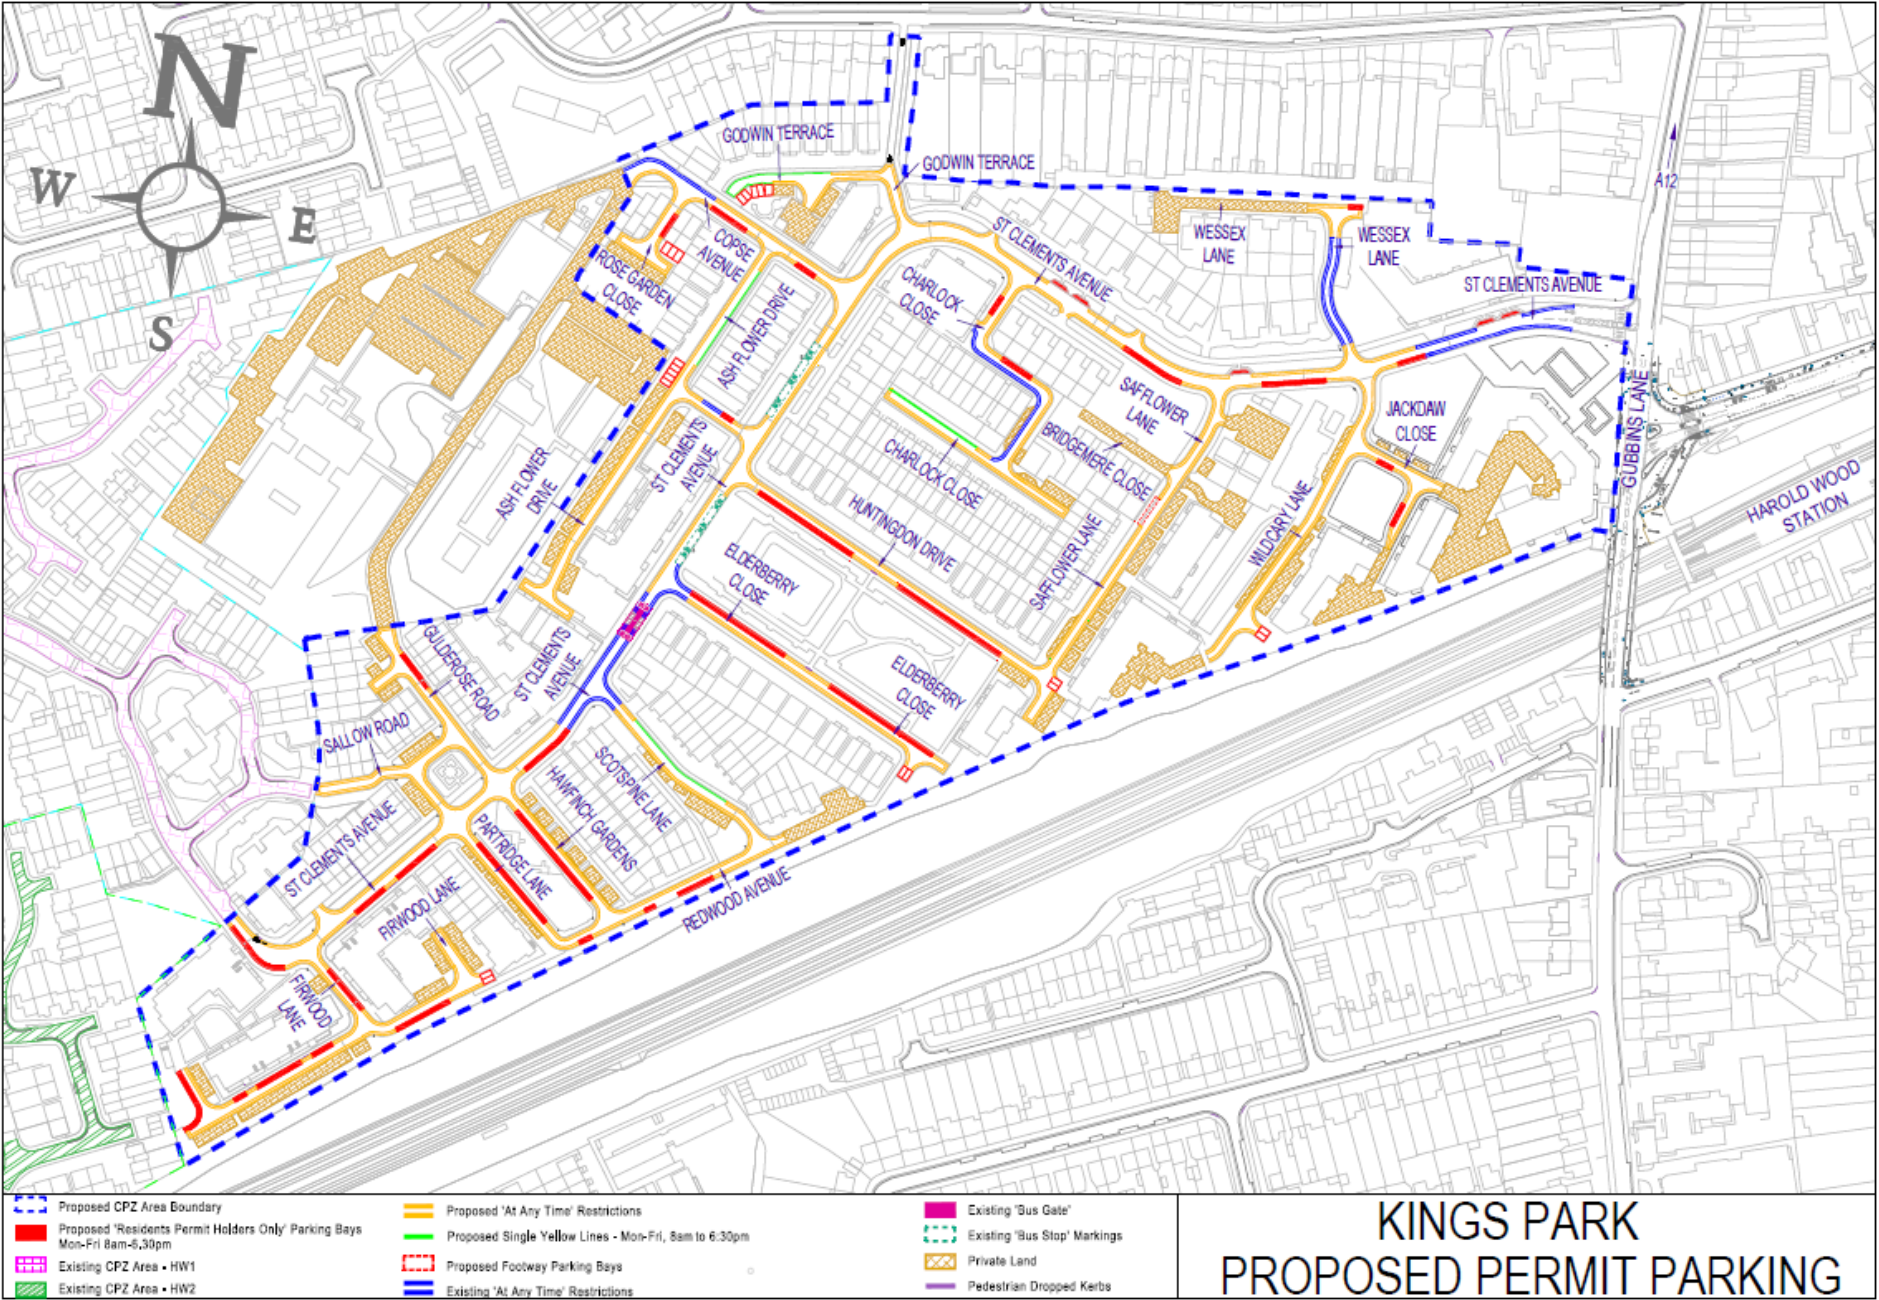 N
W
E
S
GODWIN TERRACE
GODWIN TERRACE
A12
COPSE
AVENUE
ROSE GARDEN
CLOSE
ST CLEMENTS AVENUE
WESSEX
LANE
WESSEX
LANE
ST CLEMENTS AVENUE
CHARLOCK
CLOSE
ASH FLOWER DRIVE
SAFFLOWER
LANE
JACKDAW
CLOSE
GUBBINS LANE
HAROLD WOOD
STATION
ST CLEMENTS
AVENUE
BRIDGEMERE CLOSE
CHARLOCK CLOSE
ASH FLOWER
DRIVE
HUNTINGDON DRIVE
WILDCARY LANE
SAFFLOWER LANE
ELDERBERRY
CLOSE
GULDEROSE ROAD
ST CLEMENTS
AVENUE
ELDERBERRY
CLOSE
SALLOW ROAD
SCOTSPINE LANE
HAWFINCH GARDENS
PARTRIDGE LANE
ST CLEMENTS AVENUE
FIRWOOD LANE
REDWOOD AVENUE
FIRWOOD
LANE
Proposed CPZ Area Boundary
Proposed 'Residents Permit Holders Only' Parking Bays
Mon-Fri 8am-6.30pm
Existing CPZ Area - HW1
Existing CPZ Area - HW2
Proposed 'At Any Time' Restrictions
Proposed Single Yellow Lines - Mon-Fri, 8am to 6:30pm
Proposed Footway Parking Bays
Existing 'At Any Time' Restrictions
Existing 'Bus Gate'
Existing 'Bus Stop' Markings
Private Land
Pedestrian Dropped Kerbs
KINGS PARK
PROPOSED PERMIT PARKING